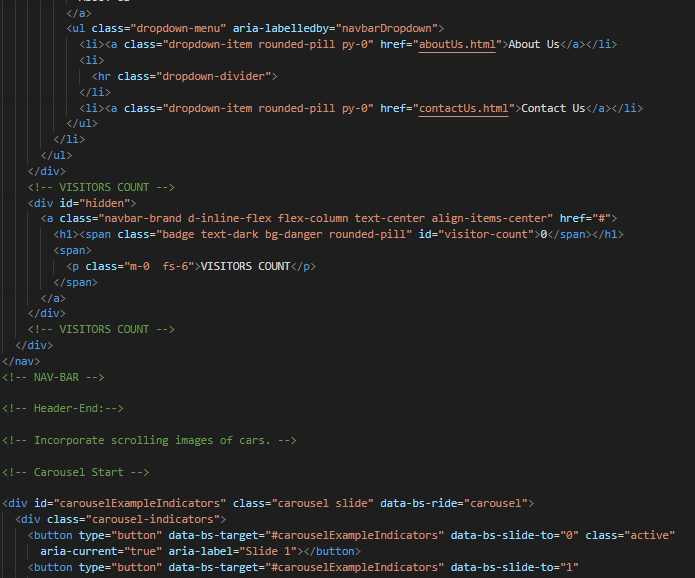 </a>
<ul class="dropdown-menu" aria-labelledby="navbarDropdown">
<li><a class="dropdown-item rounded-pill py-0" href="aboutUs.html">About Us</a></li>
<li>
<hr class="dropdown-divider">
</li>
<li><a class="dropdown-item rounded-pill py-0" href="contactUs.html">Contact Us</a></li>
</ul>
</li>
</ul>
</div>
<!-- VISITORS COUNT -->
<div id="hidden">
<a class="navbar-brand d-inline-flex flex-column text-center align-items-center" href="#">
<h1><span class="badge text-dark bg-danger rounded-pill" id="visitor-count">0</span></h1>
<span>
<p class="m-0  fs-6">VISITORS COUNT</p>
</span>
</a>
</div>
<!-- VISITORS COUNT -->
</div>
</nav>
<!-- NAV-BAR -->
<!-- Header-End:-->
<!-- Incorporate scrolling images of cars. -->
<!-- Carousel Start -->
<div id="carouselExampleIndicators" class="carousel slide" data-bs-ride="carousel">
<div class="carousel-indicators">
<button type="button" data-bs-target="#carouselExampleIndicators" data-bs-slide-to="0" class="active"
aria-current="true" aria-label="Slide 1"></button>
<button type="button" data-bs-target="#carouselExampleIndicators" data-bs-slide-to="1"